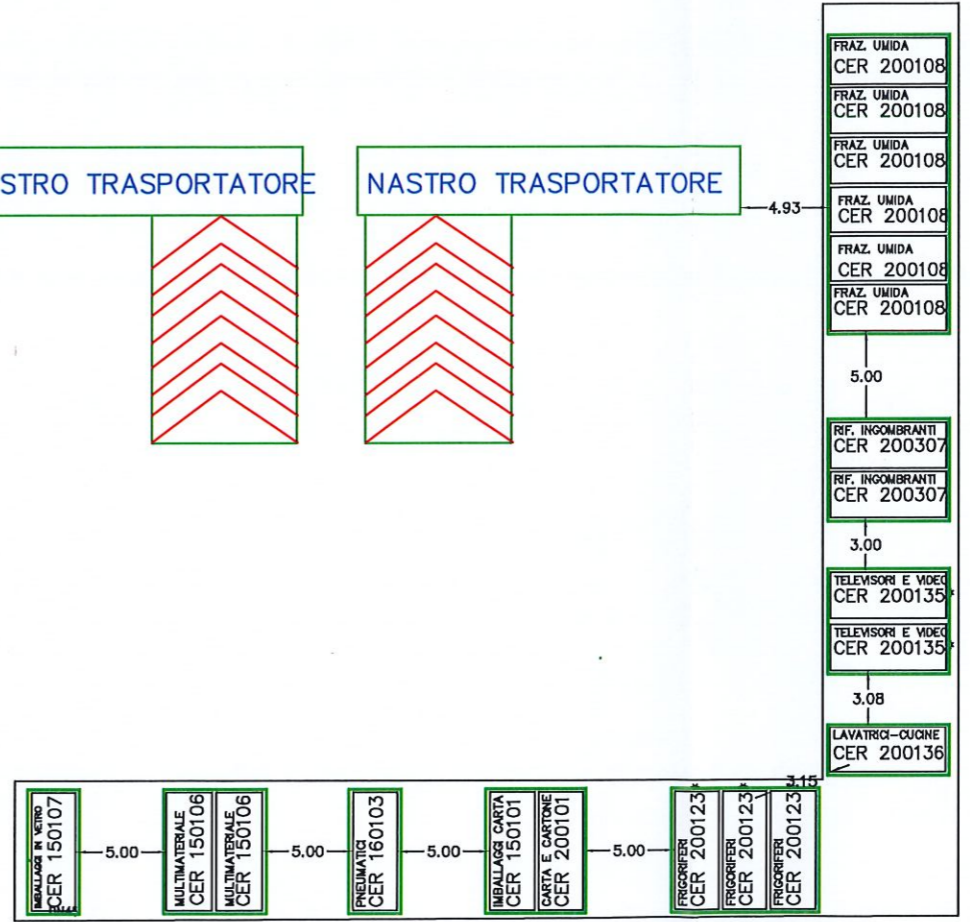 STRO TRASPORTATORE
NASTRO TRASPORTATORE
4.93
FRAZ. UMIDA
CER 200108
FRAZ. UMIDA
CER 200108
FRAZ. UMIDA
CER 200108
FRAZ. UMIDA
CER 200108
FRAZ. UMIDA
CER 200108
FRAZ. UMIDA
CER 200108
5.00
RIF. INGOMBRANTI
CER 200307
RIF. INGOMBRANTI
CER 200307
3.00
TELEVISORI E VIDEO
CER 200135*
TELEVISORI E VIDEO
CER 200135*
3.08
LAVATRICI-CUCINE
CER 200136
3.15
IMBALLAGGI IN VETRO
CER 150107
5.00
MULTIMATERIALE
CER 150106
MULTIMATERIALE
CER 150106
5.00
PNEUMATICI
CER 160103
5.00
IMBALLAGGI CARTA
CER 150101
CARTA E CARTONE
CER 200101
5.00
FRIGORIFERI
CER 200123*
FRIGORIFERI
CER 200123*
FRIGORIFERI
CER 200123*